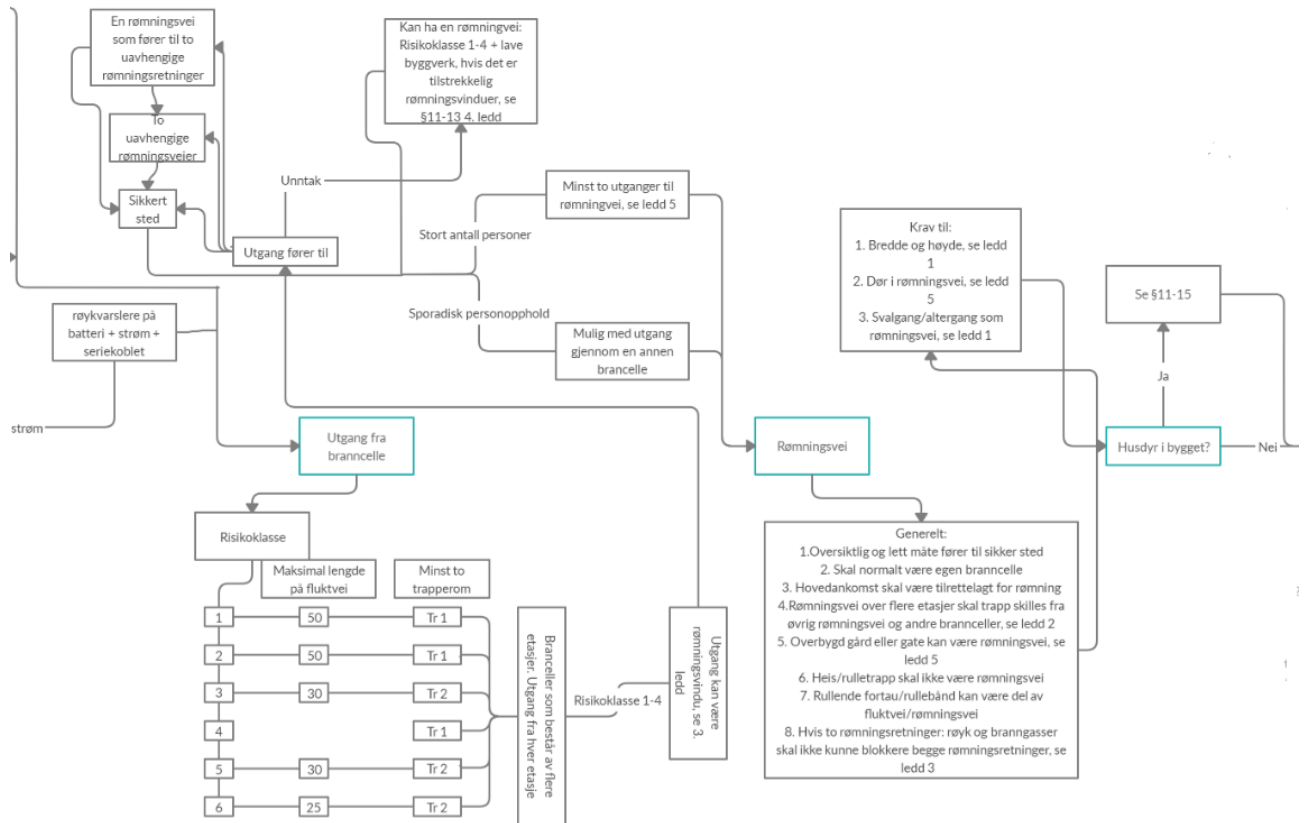 En rømningsvei
som fører til to
uavhengige
rømningsretninger
To
uavhengige
rømningsveier
Sikkert
sted
Utgang fører til
Unntak
Kan ha en rømningvei:
Risikoklasse 1-4 + lave
byggverk, hvis det er
tilstrekkelig
rømningsvinduer, se
§11-13 4. ledd
Stort antall personer
Minst to utganger til
rømningvei, se ledd 5
Sporadisk personopphold
Mulig med utgang
gjennom en annen
brancelle
røykvarslere på
batteri + strøm +
seriekoblet
strøm
Utgang fra
branncelle
Risikoklasse
Maksimal lengde
på fluktvei
Minst to
trapperom
1 50 Tr 1
2 50 Tr 1
3 30 Tr 2
4 Tr 1
5 30 Tr 2
6 25 Tr 2
Branceller som består av flere
etasjer. Utgang fra hver etasje
Risikoklasse 1-4
Utgang kan være
rømningsvindu, se 3.
ledd
Rømningsvei
Generelt:
1.Oversiktlig og lett måte fører til sikker sted
2. Skal normalt være egen branncelle
3. Hovedankomst skal være tilrettelagt for rømning
4.Rømningsvei over flere etasjer skal trapp skilles fra
øvrig rømningsvei og andre brannceller, se ledd 2
5. Overbygd gård eller gate kan være rømningsvei, se
ledd 5
6. Heis/rulletrapp skal ikke være rømningsvei
7. Rullende fortau/rullebånd kan være del av
fluktvei/rømningsvei
8. Hvis to rømningsretninger: røyk og branngasser
skal ikke kunne blokkere begge rømningsretninger, se
ledd 3
Krav til:
1. Bredde og høyde, se ledd
1
2. Dør i rømningsvei, se ledd
5
3. Svalgang/altergang som
rømningsvei, se ledd 1
Se §11-15
Ja
Husdyr i bygget?
Nei